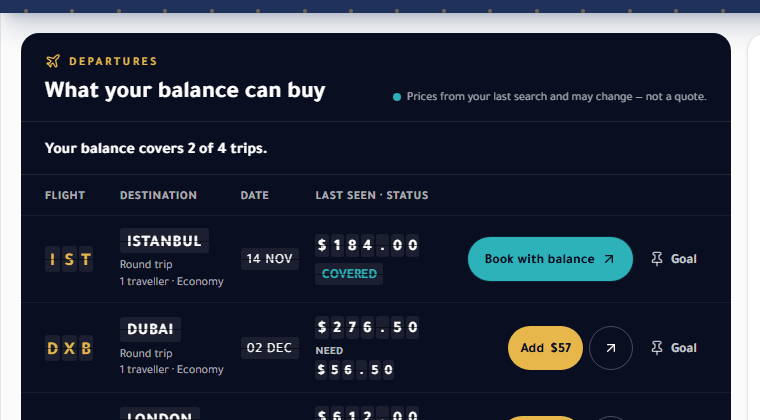 DEPARTURES
What your balance can buy
Prices from your last search and may change – not a quote.
Your balance covers 2 of 4 trips.
FLIGHT DESTINATION DATE LAST SEEN · STATUS
IST ISTANBUL 14 NOV $184.00 Book with balance Goal
Round trip
1 traveller · Economy COVERED
DXB DUBAI 02 DEC $276.50 Add $57 Goal
Round trip NEED
1 traveller · Economy $56.50
LONDON $612.00